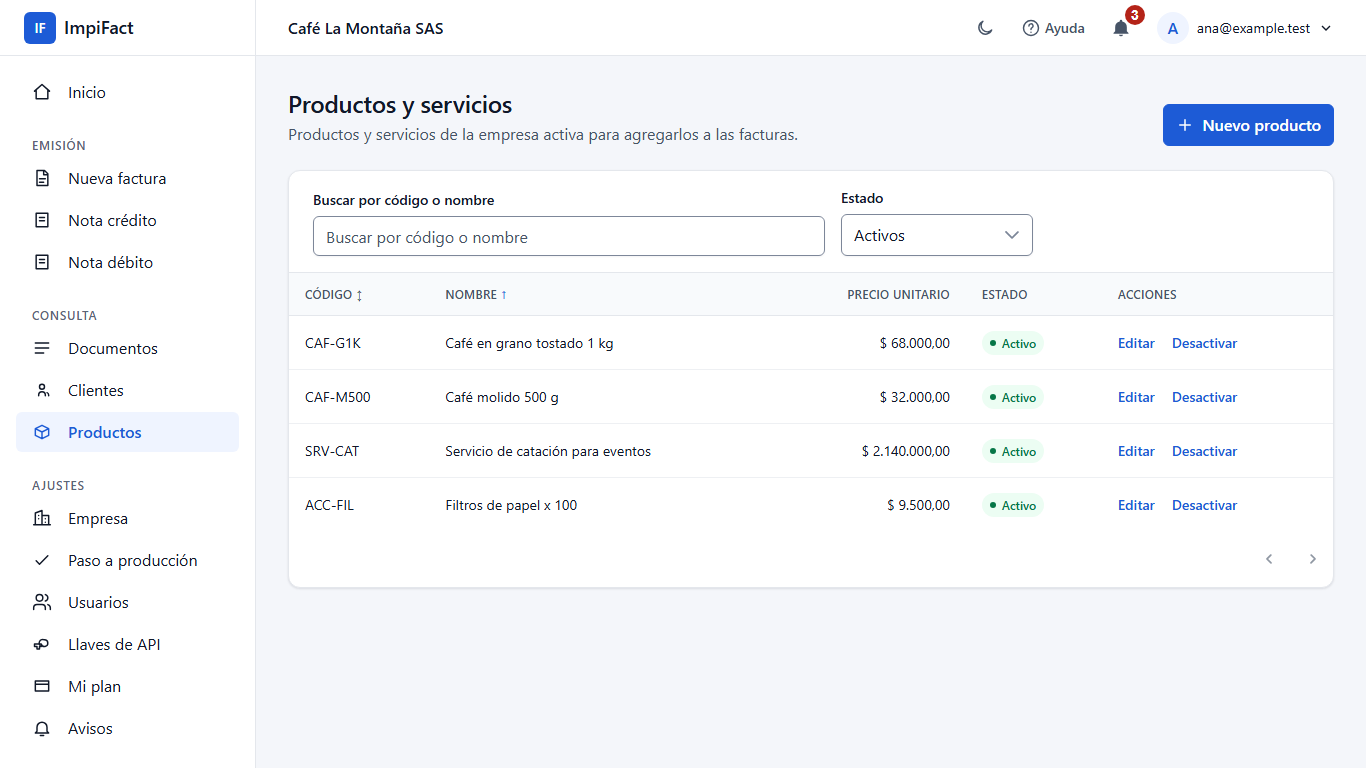 IF ImpiFact
Café La Montaña SAS
Ayuda
3
A
ana@example.test
Inicio
EMISIÓN
Nueva factura
Nota crédito
Nota débito
CONSULTA
Documentos
Clientes
Productos
AJUSTES
Empresa
Paso a producción
Usuarios
Llaves de API
Mi plan
Avisos
Productos y servicios
Productos y servicios de la empresa activa para agregarlos a las facturas.
+ Nuevo producto
Buscar por código o nombre
Buscar por código o nombre
Estado
Activos
CÓDIGO ↕ NOMBRE ↑ PRECIO UNITARIO ESTADO ACCIONES
CAF-G1K Café en grano tostado 1 kg $ 68.000,00 Activo Editar Desactivar
CAF-M500 Café molido 500 g $ 32.000,00 Activo Editar Desactivar
SRV-CAT Servicio de catación para eventos $ 2.140.000,00 Activo Editar Desactivar
ACC-FIL Filtros de papel x 100 $ 9.500,00 Activo Editar Desactivar